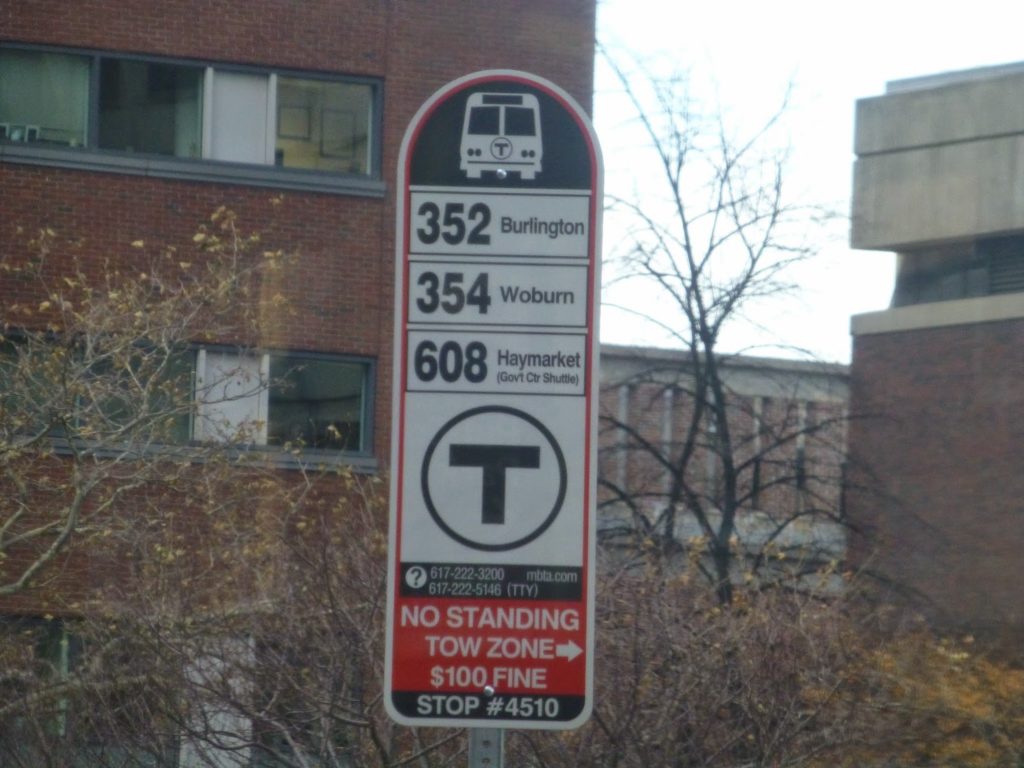 T
352 Burlington
354 Woburn
608 Haymarket
(Gov't Ctr Shuttle)
T
? 617-222-3200 mbta.com
617-222-5146 (TTY)
NO STANDING
TOW ZONE
$100 FINE
STOP #4510